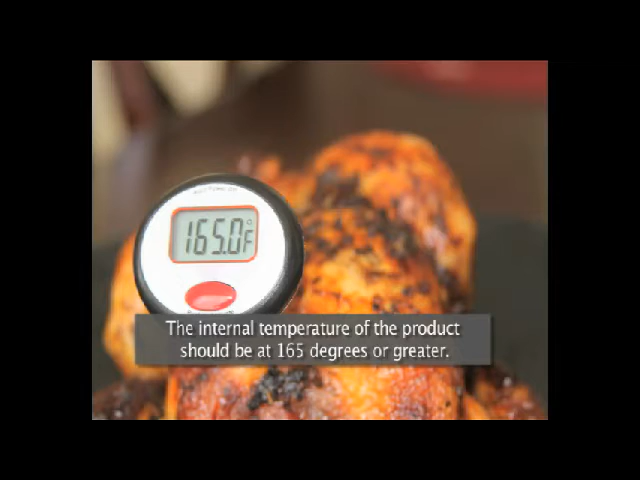 165.0°F
The internal temperature of the product
should be at 165 degrees or greater.